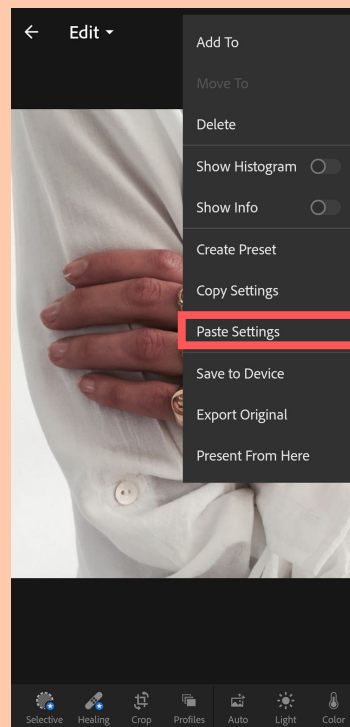 Edit
Add To
Move To
Delete
Show Histogram
Show Info
Create Preset
Copy Settings
Paste Settings
Save to Device
Export Original
Present From Here
Selective Healing Crop Profiles Auto Light Color